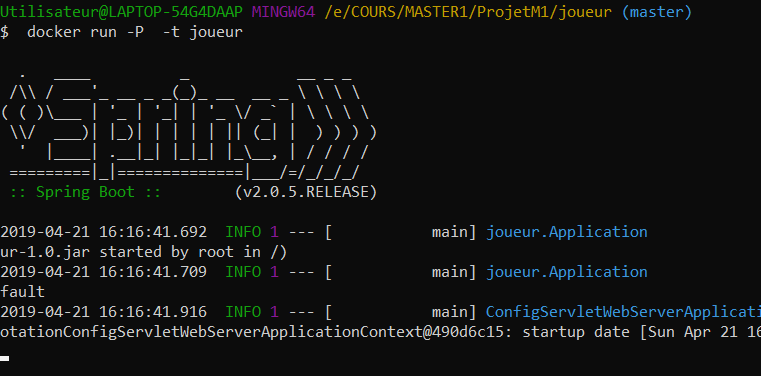 Utilisateur@LAPTOP-54G4DAAP MINGW64 /e/COURS/MASTER1/ProjetM1/joueur (master)
$  docker run -P  -t joueur
  .   ____          _            __ _ _
 /\\ / ___'_ __ _ _(_)_ __  __ _ \ \ \ \
( ( )\___ | '_ | '_| | '_ \/ _` | \ \ \ \
 \\/  ___)| |_)| | | | | || (_| |  ) ) ) )
  '  |____| .__|_| |_|_| |_\__, | / / / /
 =========|_|==============|___/=/_/_/_/
 :: Spring Boot ::        (v2.0.5.RELEASE)
2019-04-21 16:16:41.692  INFO 1 --- [           main] joueur.Application
ur-1.0.jar started by root in /)
2019-04-21 16:16:41.709  INFO 1 --- [           main] joueur.Application
fault
2019-04-21 16:16:41.916  INFO 1 --- [           main] ConfigServletWebServerApplicati
otationConfigServletWebServerApplicationContext@490d6c15: startup date [Sun Apr 21 16